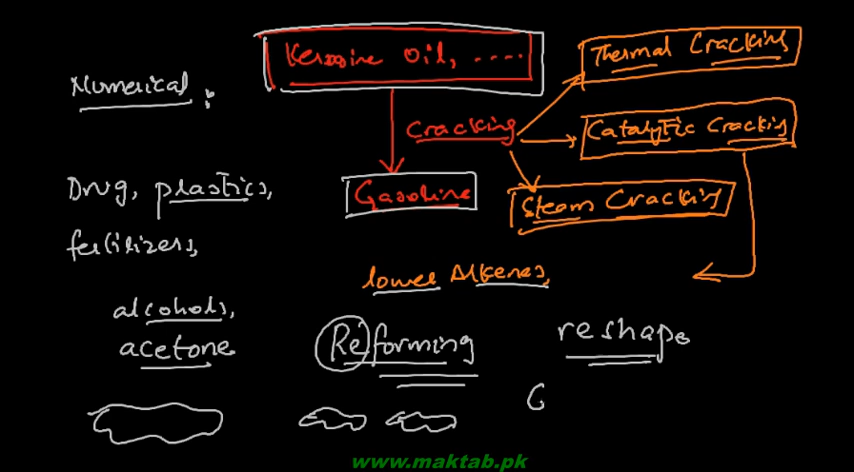 Kerosine oil, .....
Thermal Cracking
Numerical :
Cracking
Catalytic Cracking
Drug, plastics,
Gasoline
Steam Cracking
fertilizers,
lower Alkenes,
alcohols,
acetone
Reforming
reshape
C
www.maktab.pk